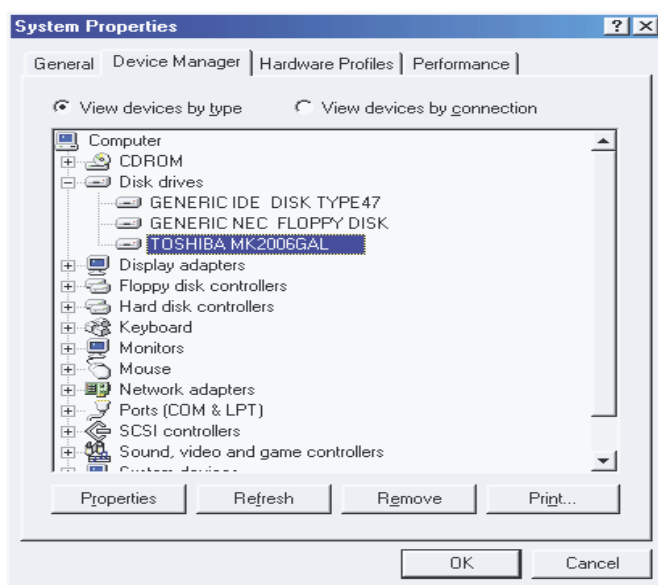 System Properties
General Device Manager Hardware Profiles Performance
View devices by type View devices by connection
Computer
CDROM
Disk drives
GENERIC IDE DISK TYPE47
GENERIC NEC FLOPPY DISK
TOSHIBA MK2006GAL
Display adapters
Floppy disk controllers
Hard disk controllers
Keyboard
Monitors
Mouse
Network adapters
Ports (COM & LPT)
SCSI controllers
Sound, video and game controllers
Properties Refresh Remove Print...
OK Cancel